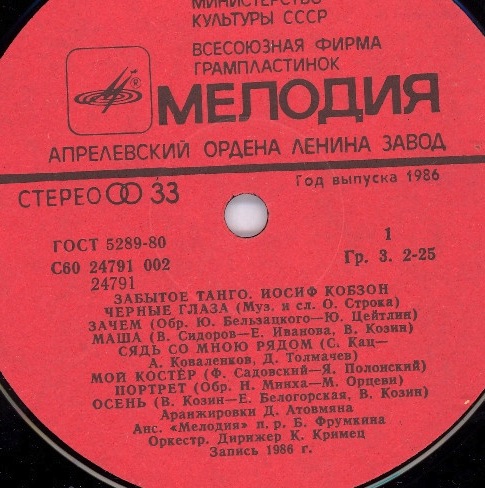 МИНИСТЕРСТВО
КУЛЬТУРЫ СССР
ВСЕСОЮЗНАЯ ФИРМА
ГРАМПЛАСТИНОК
МЕЛОДИЯ
АПРЕЛЕВСКИЙ ОРДЕНА ЛЕНИНА ЗАВОД
СТЕРЕО 33
Год выпуска 1986
ГОСТ 5289-80
1
С60 24791 002
Гр. 3. 2-25
24791
ЗАБЫТОЕ ТАНГО. ИОСИФ КОБЗОН
ЧЕРНЫЕ ГЛАЗА (Муз. и сл. О. Строка)
ЗАЧЕМ (Обр. Ю. Бельзацкого—Ю. Цейтлин)
МАША (В. Сидоров—Е. Иванова, В. Козин)
СЯДЬ СО МНОЮ РЯДОМ (С. Кац—
А. Коваленков, Д. Толмачев)
МОЙ КОСТЁР (Ф. Садовский—Я. Полонский)
ПОРТРЕТ (Обр. Н. Минха—М. Орцеви)
ОСЕНЬ (В. Козин—Е. Белогорская, В. Козин)
Аранжировки Д. Атовмяна
Анс. «Мелодия» п. р. Б. Фрумкина
Оркестр. Дирижер К. Кримец
Запись 1986 г.